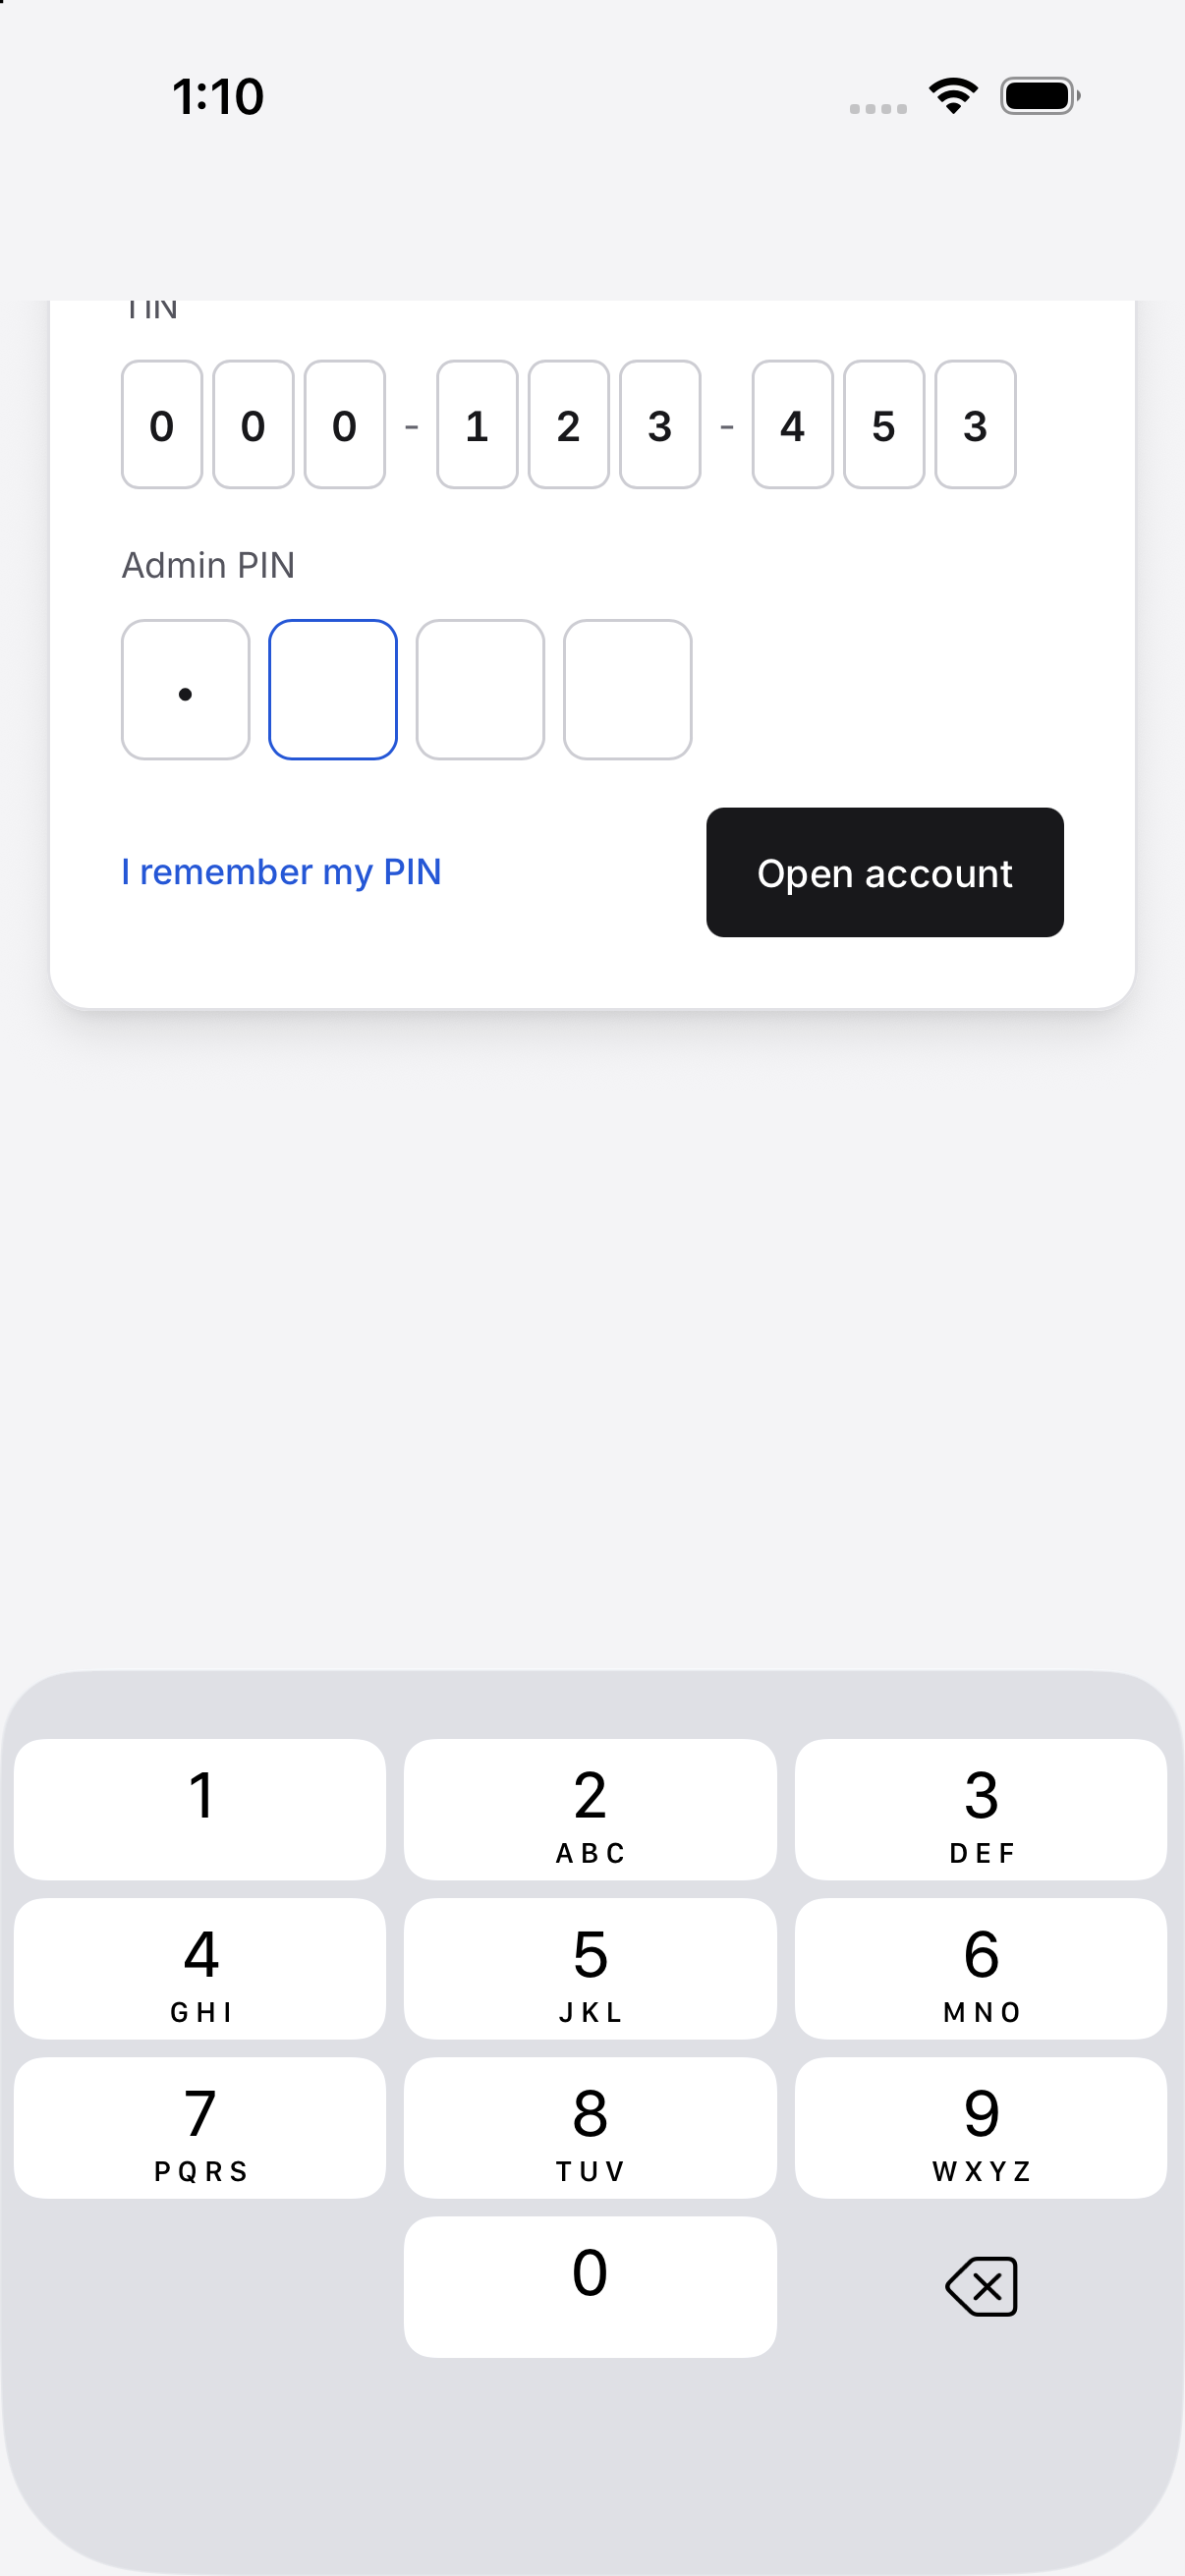 1:10
TIN
0 0 0 - 1 2 3 - 4 5 3
Admin PIN
•
I remember my PIN
Open account
1
2
ABC
3
DEF
4
GHI
5
JKL
6
MNO
7
PQRS
8
TUV
9
WXYZ
0